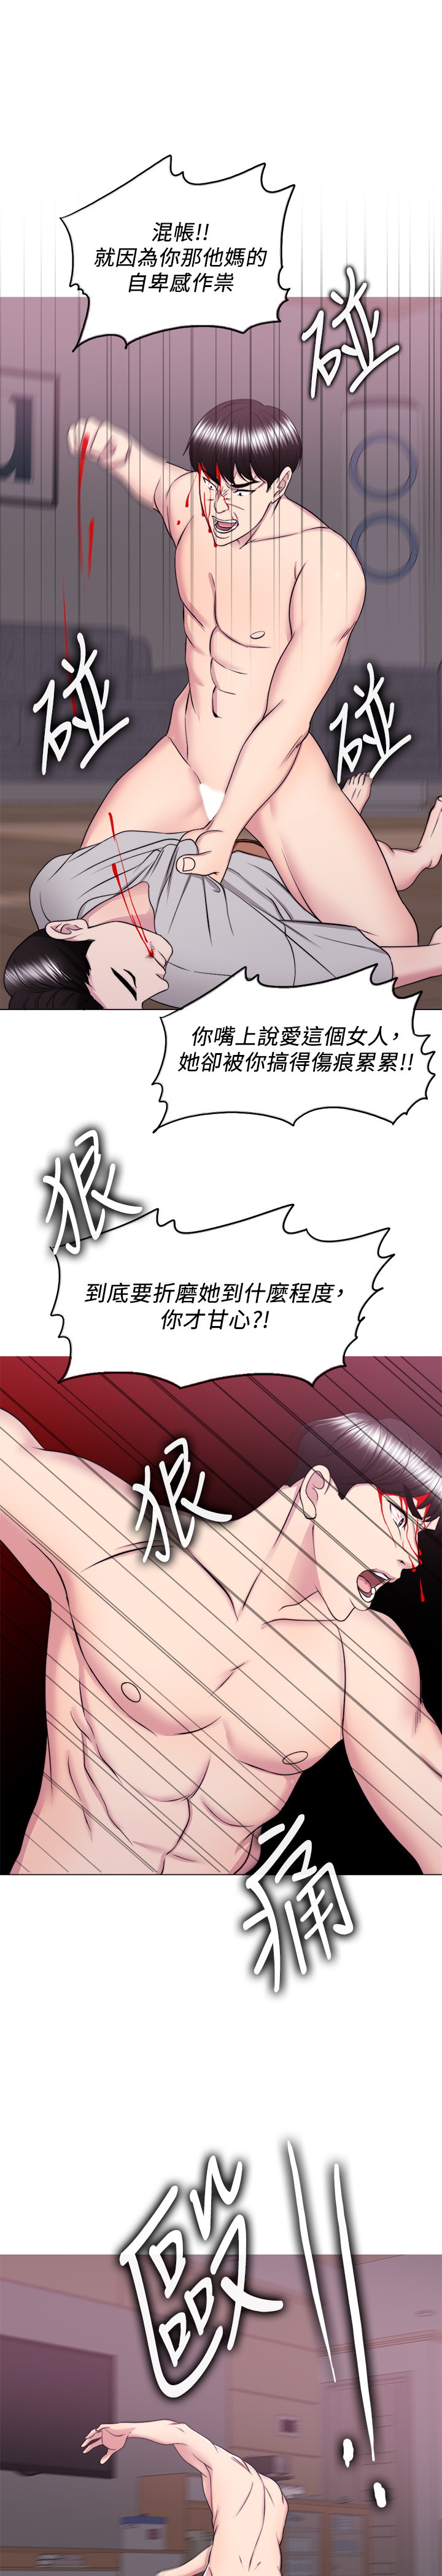 混帳!!
就因為你那他媽的
自卑感作祟
碰
碰
碰
你嘴上說愛這個女人，
她卻被你搞得傷痕累累!!
狠
到底要折磨她到什麼程度，
你才甘心?!
狠
痛
毆!!